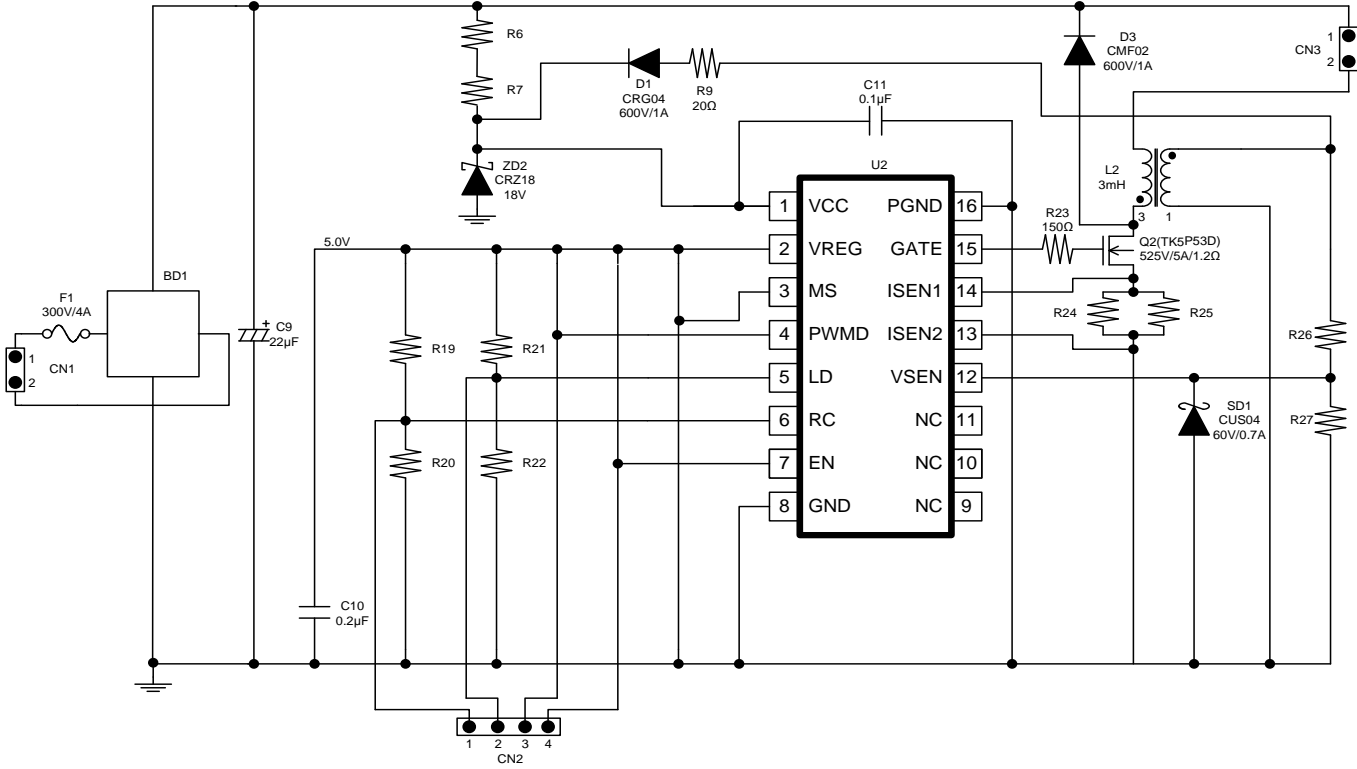 R6
R7
D1
CRG04
600V/1A
R9
20Ω
C11
0.1μF
D3
CMF02
600V/1A
1
2
CN3
ZD2
CRZ18
18V
U2
L2
3mH
3
1
1 VCC
2 VREG
3 MS
4 PWMD
5 LD
6 RC
7 EN
8 GND
PGND 16
GATE 15
ISEN1 14
ISEN2 13
VSEN 12
NC 11
NC 10
NC 9
R23
150Ω
Q2(TK5P53D)
525V/5A/1.2Ω
R24
R25
R26
R27
SD1
CUS04
60V/0.7A
5.0V
BD1
F1
300V/4A
1
2
CN1
+
C9
22μF
R19
R21
R20
R22
C10
0.2μF
1 2 3 4
CN2